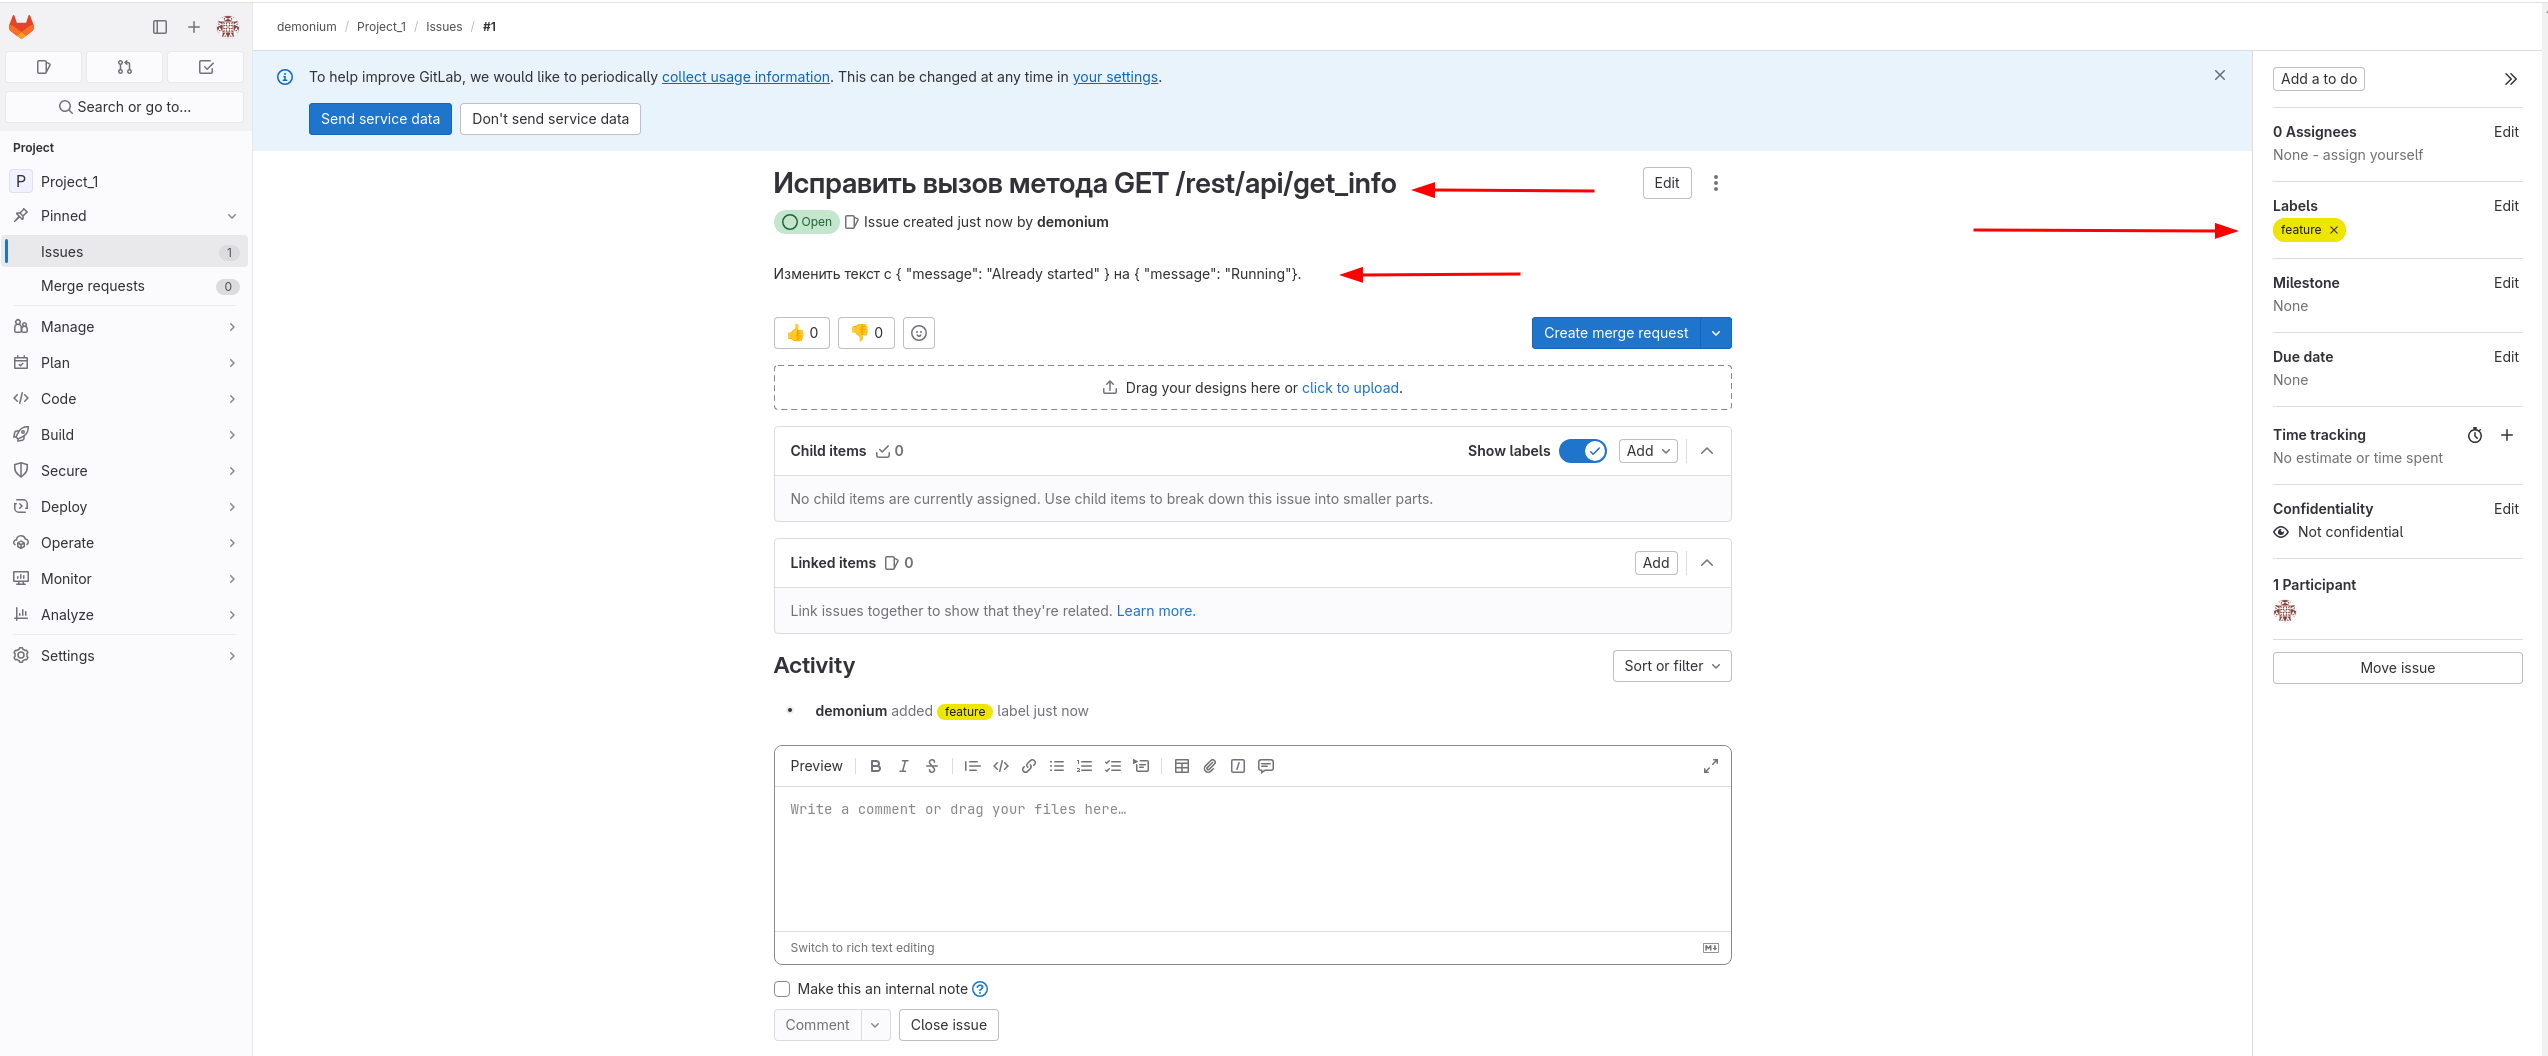 demonium / Project_1 / Issues / #1
Search or go to...
Project
P Project_1
Pinned
Issues 1
Merge requests 0
Manage
Plan
Code
Build
Secure
Deploy
Operate
Monitor
Analyze
Settings
To help improve GitLab, we would like to periodically collect usage information. This can be changed at any time in your settings.
Send service data Don't send service data
Исправить вызов метода GET /rest/api/get_info
Edit
Open Issue created just now by demonium
Изменить текст с { "message": "Already started" } на { "message": "Running"}.
👍 0 👎 0
Create merge request
Drag your designs here or click to upload.
Child items 0 Show labels Add
No child items are currently assigned. Use child items to break down this issue into smaller parts.
Linked items 0 Add
Link issues together to show that they're related. Learn more.
Activity
Sort or filter
demonium added feature label just now
Preview
Write a comment or drag your files here…
Switch to rich text editing
Make this an internal note
Comment Close issue
Add a to do
0 Assignees Edit
None - assign yourself
Labels Edit
feature
Milestone Edit
None
Due date Edit
None
Time tracking
No estimate or time spent
Confidentiality Edit
Not confidential
1 Participant
Move issue